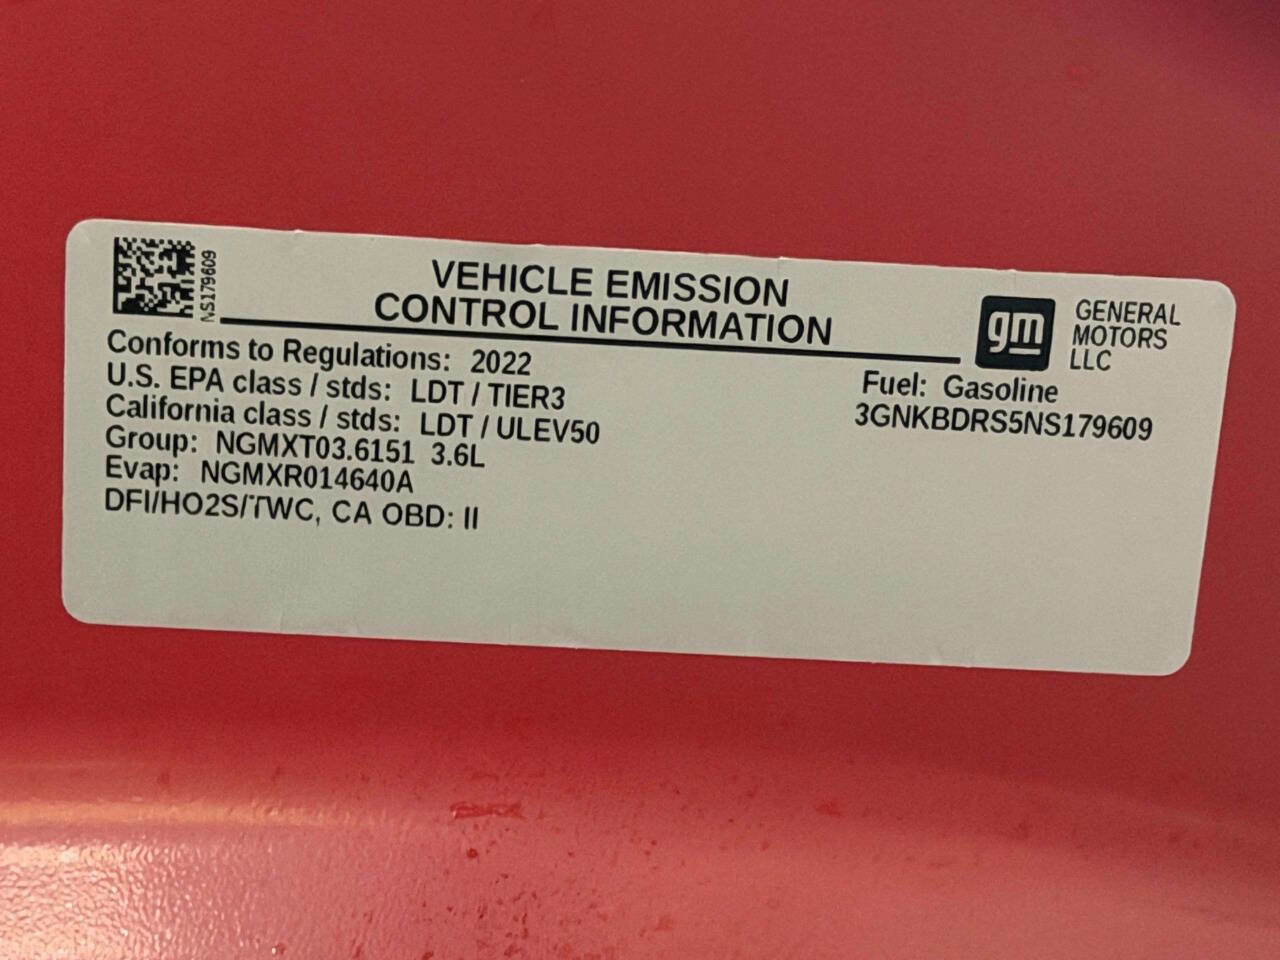 NS179609
VEHICLE EMISSION
CONTROL INFORMATION
gm
GENERAL
MOTORS
LLC
Conforms to Regulations: 2022
U.S. EPA class / stds: LDT / TIER3
California class / stds: LDT / ULEV50
Group: NGMXT03.6151 3.6L
Evap: NGMXR014640A
DFI/HO2S/TWC, CA OBD: II
Fuel: Gasoline
3GNKBDRS5NS179609